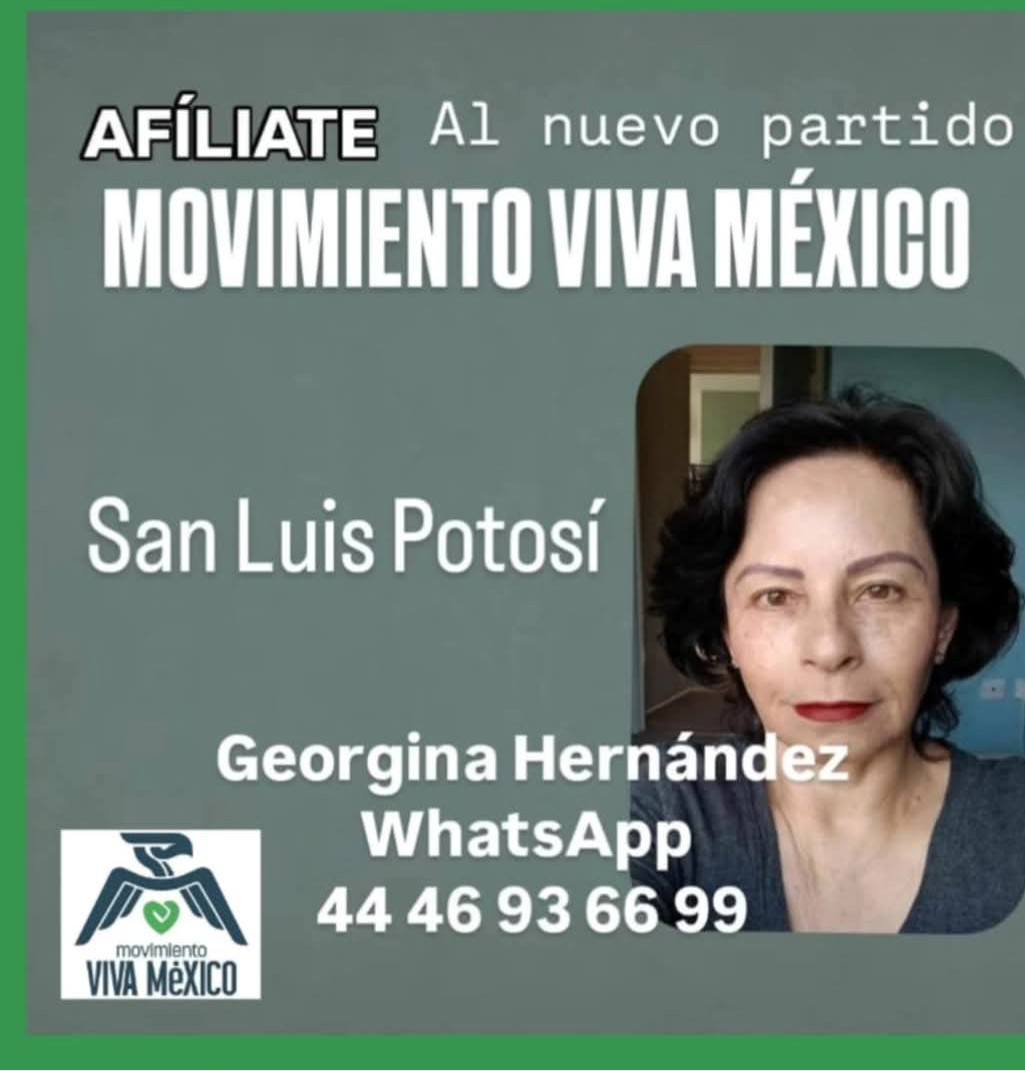 AFÍLIATE Al nuevo partido
MOVIMIENTO VIVA MÉXICO
San Luis Potosí
Georgina Hernández
WhatsApp
44 46 93 66 99
movimiento
VIVA MėXICO